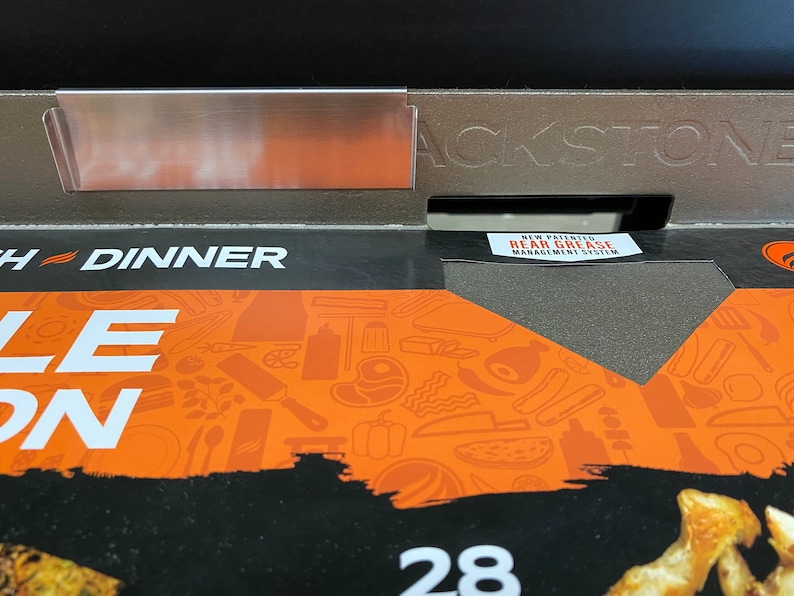 ACKSTONE
NEW PATENTED
REAR GREASE
MANAGEMENT SYSTEM
H DINNER
LE
ON
28